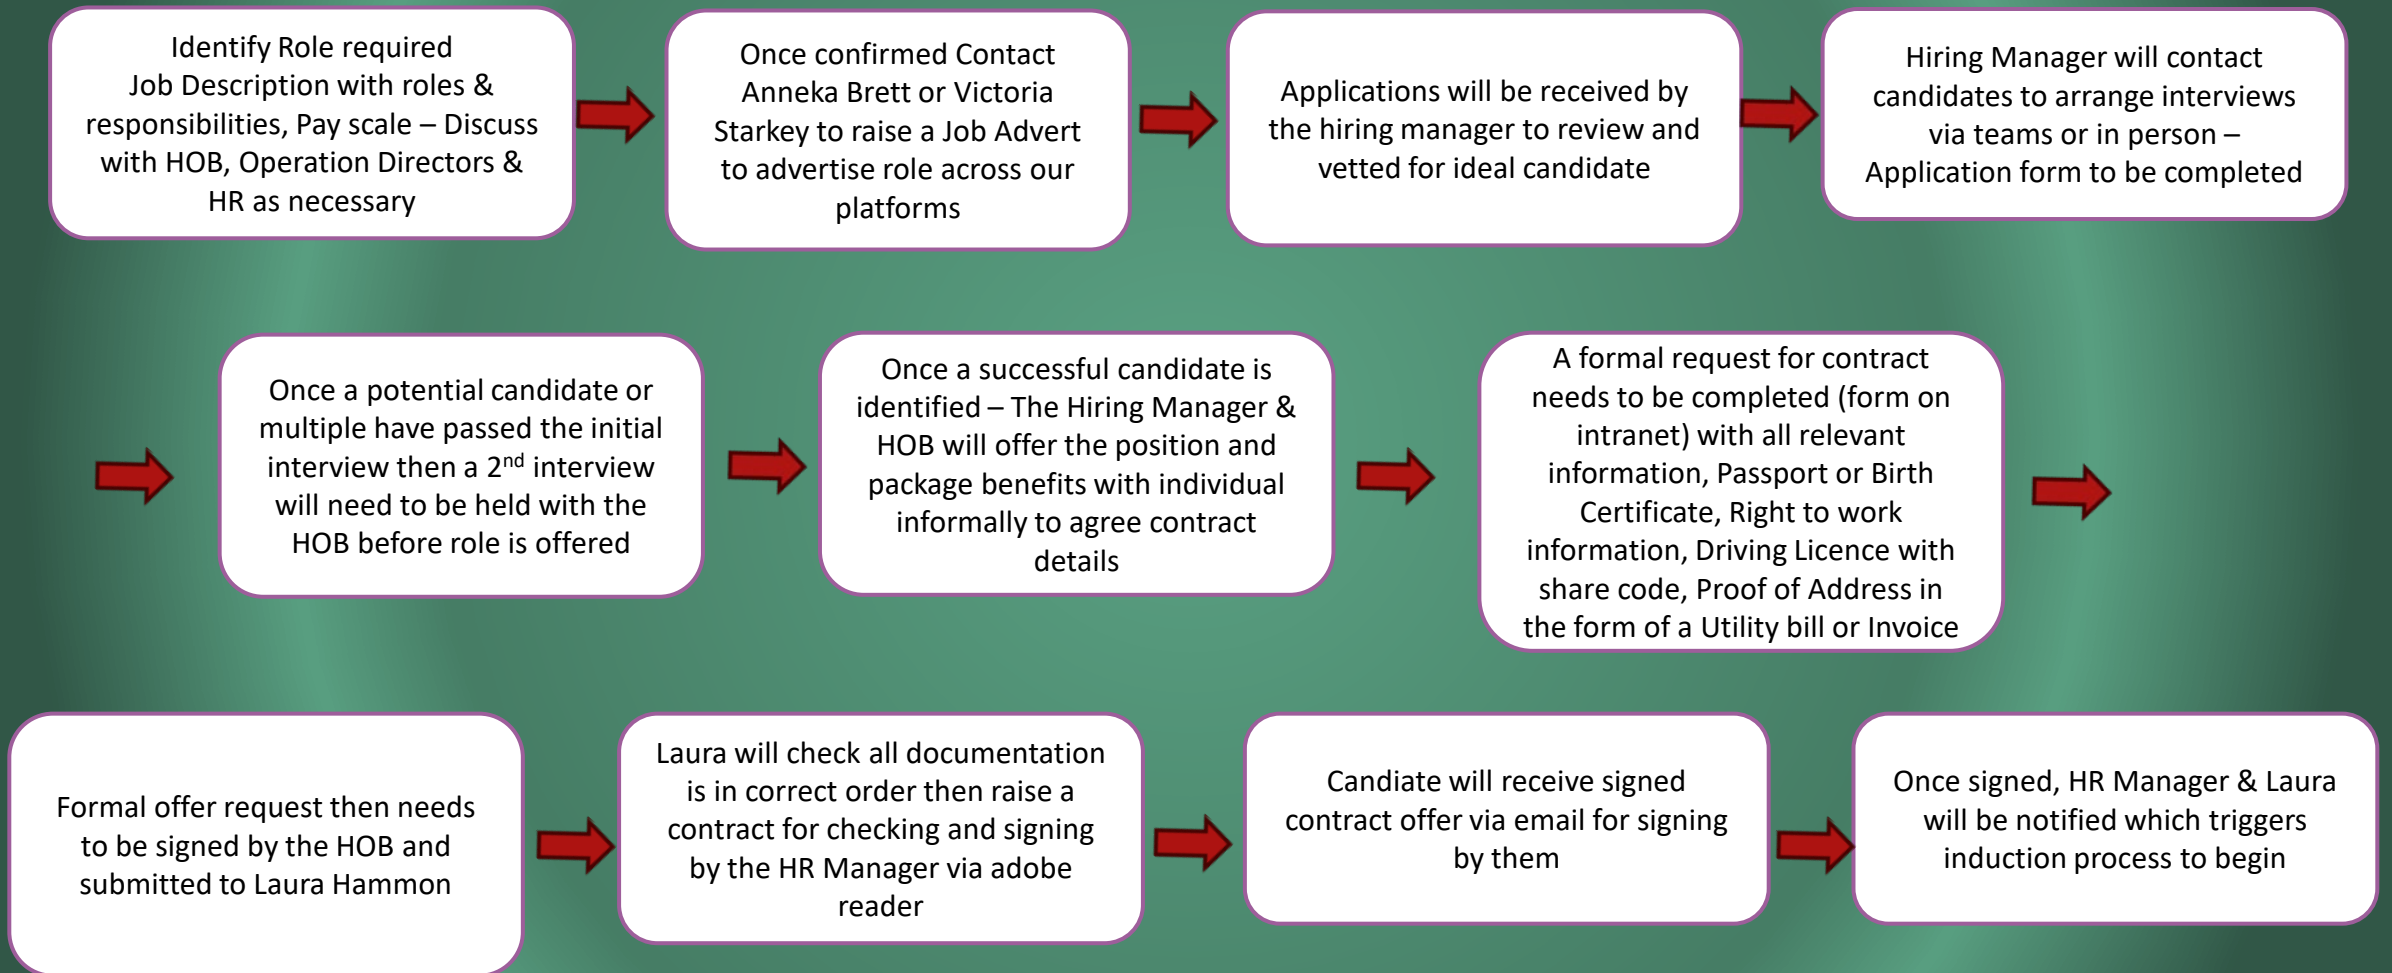 Identify Role required
Job Description with roles &
responsibilities, Pay scale – Discuss
with HOB, Operation Directors &
HR as necessary
Once confirmed Contact
Anneka Brett or Victoria
Starkey to raise a Job Advert
to advertise role across our
platforms
Applications will be received by
the hiring manager to review and
vetted for ideal candidate
Hiring Manager will contact
candidates to arrange interviews
via teams or in person –
Application form to be completed
Once a potential candidate or
multiple have passed the initial
interview then a 2nd interview
will need to be held with the
HOB before role is offered
Once a successful candidate is
identified – The Hiring Manager &
HOB will offer the position and
package benefits with individual
informally to agree contract
details
A formal request for contract
needs to be completed (form on
intranet) with all relevant
information, Passport or Birth
Certificate, Right to work
information, Driving Licence with
share code, Proof of Address in
the form of a Utility bill or Invoice
Formal offer request then needs
to be signed by the HOB and
submitted to Laura Hammon
Laura will check all documentation
is in correct order then raise a
contract for checking and signing
by the HR Manager via adobe
reader
Candiate will receive signed
contract offer via email for signing
by them
Once signed, HR Manager & Laura
will be notified which triggers
induction process to begin